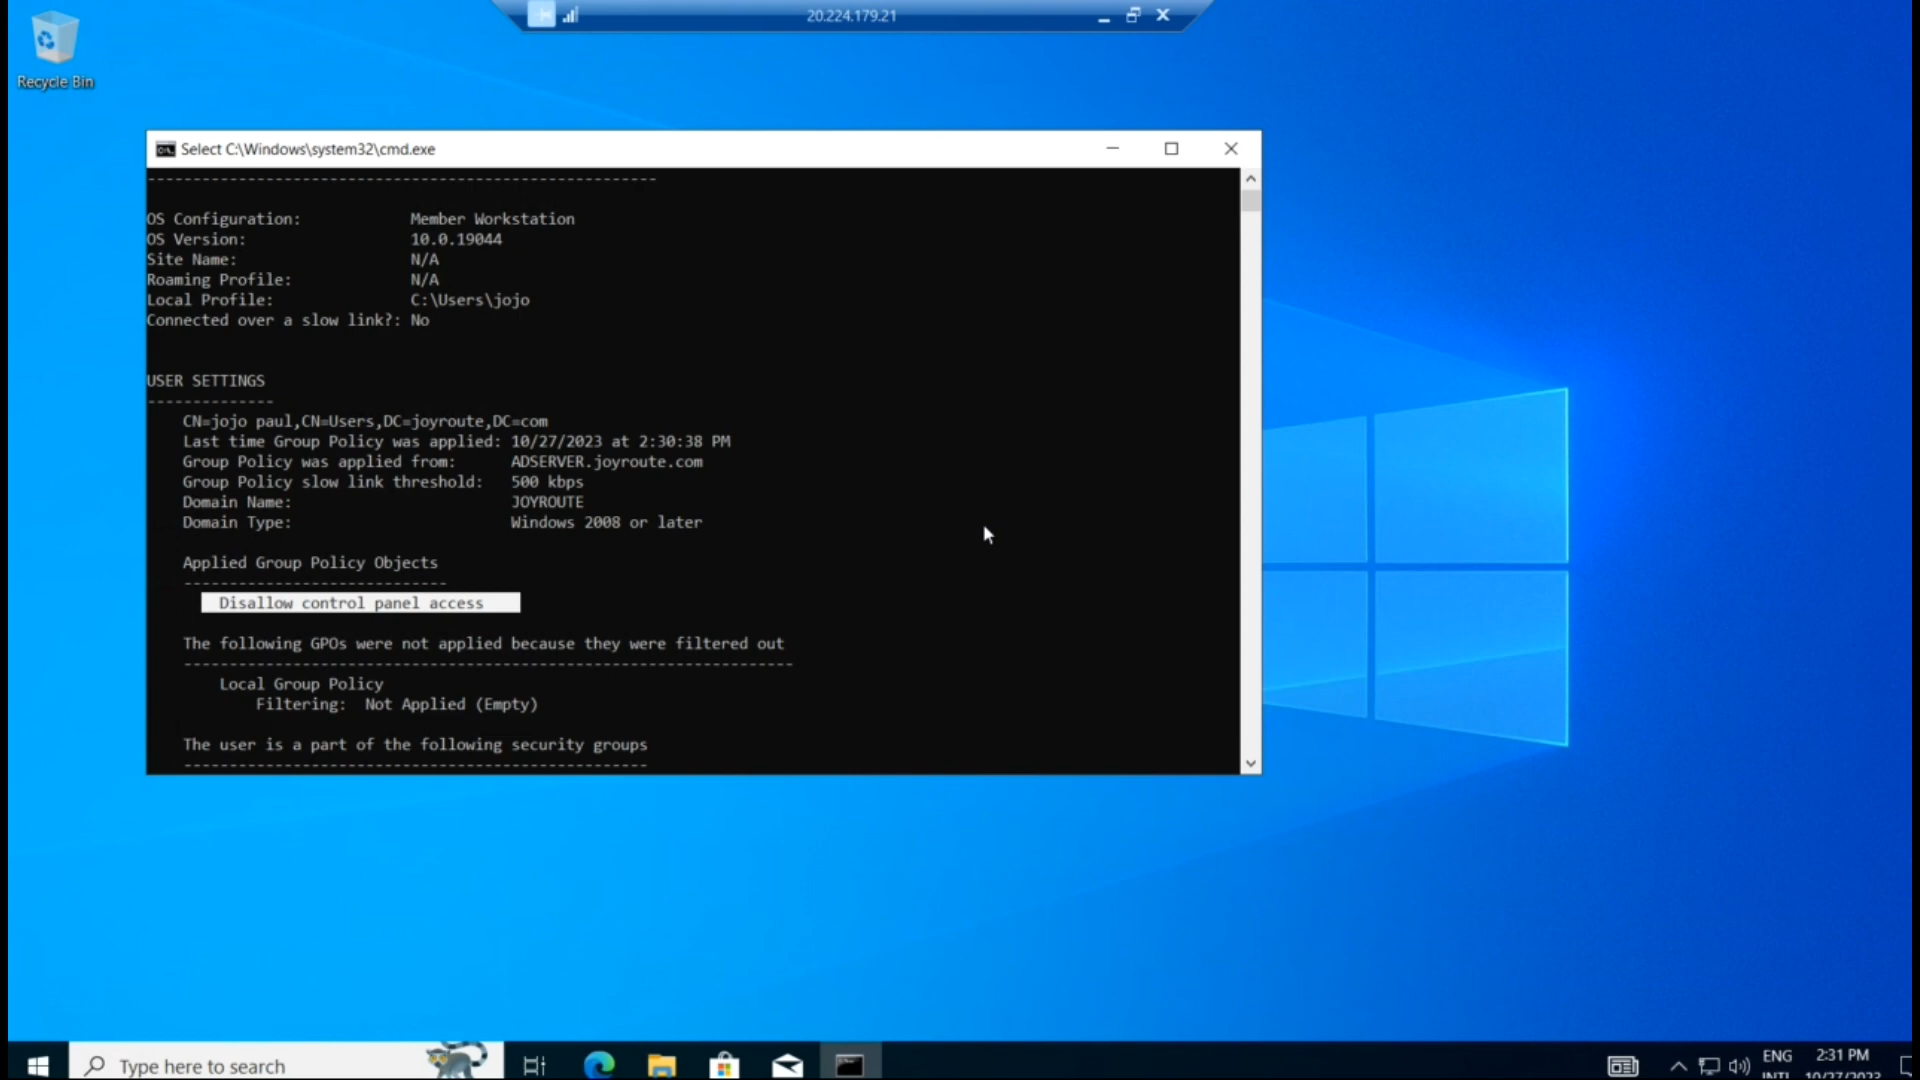 20.224.179.21
Recycle Bin
Select C:\Windows\system32\cmd.exe
-------------------------------------------------------- 
OS Configuration: Member Workstation
OS Version: 10.0.19044
Site Name: N/A
Roaming Profile: N/A
Local Profile: C:\Users\jojo
Connected over a slow link?: No
USER SETTINGS
--------------
CN=jojo paul,CN=Users,DC=joyroute,DC=com
Last time Group Policy was applied: 10/27/2023 at 2:30:38 PM
Group Policy was applied from: ADSERVER.joyroute.com
Group Policy slow link threshold: 500 kbps
Domain Name: JOYROUTE
Domain Type: Windows 2008 or later
Applied Group Policy Objects
-----------------------------
Disallow control panel access
The following GPOs were not applied because they were filtered out
-------------------------------------------------------------------
Local Group Policy
Filtering: Not Applied (Empty)
The user is a part of the following security groups
---------------------------------------------------
Type here to search
ENG
INTL
2:31 PM
10/27/2023